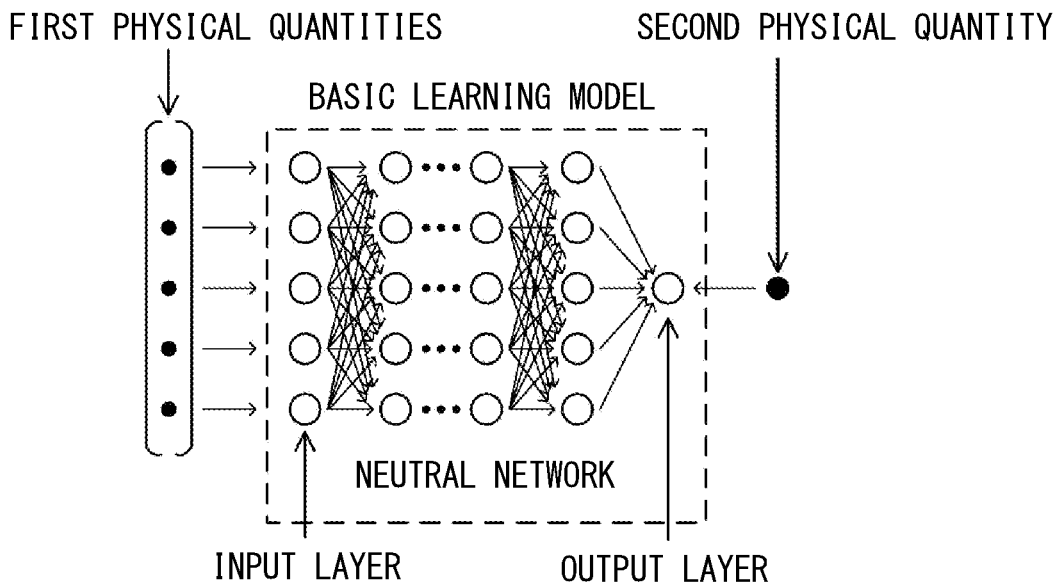 FIRST PHYSICAL QUANTITIES
SECOND PHYSICAL QUANTITY
BASIC LEARNING MODEL
NEUTRAL NETWORK
INPUT LAYER
OUTPUT LAYER